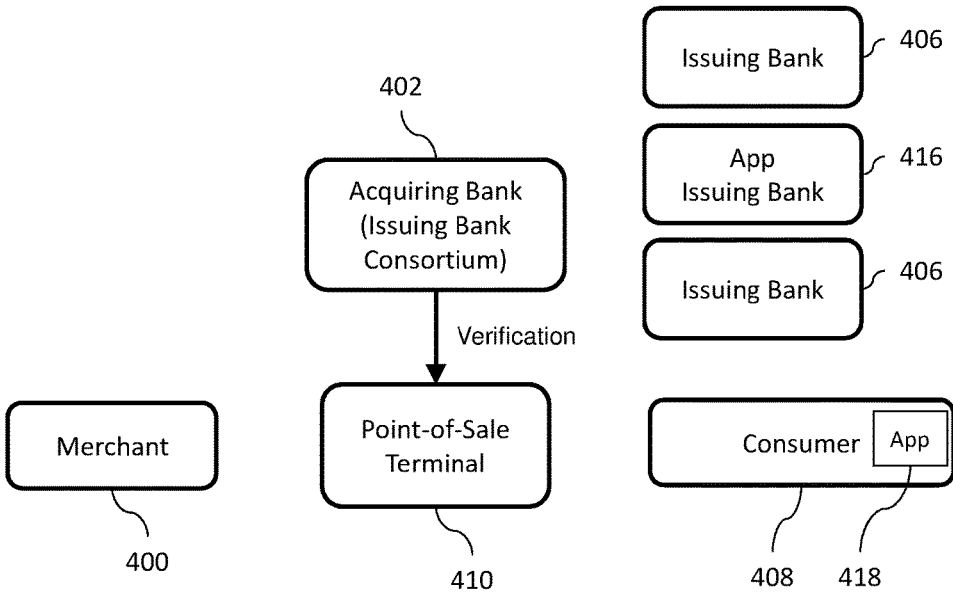 Issuing Bank
406
402
App
Issuing Bank
416
Acquiring Bank
(Issuing Bank
Consortium)
Issuing Bank
406
Verification
Merchant
Point-of-Sale
Terminal
Consumer
App
400
410
408
418